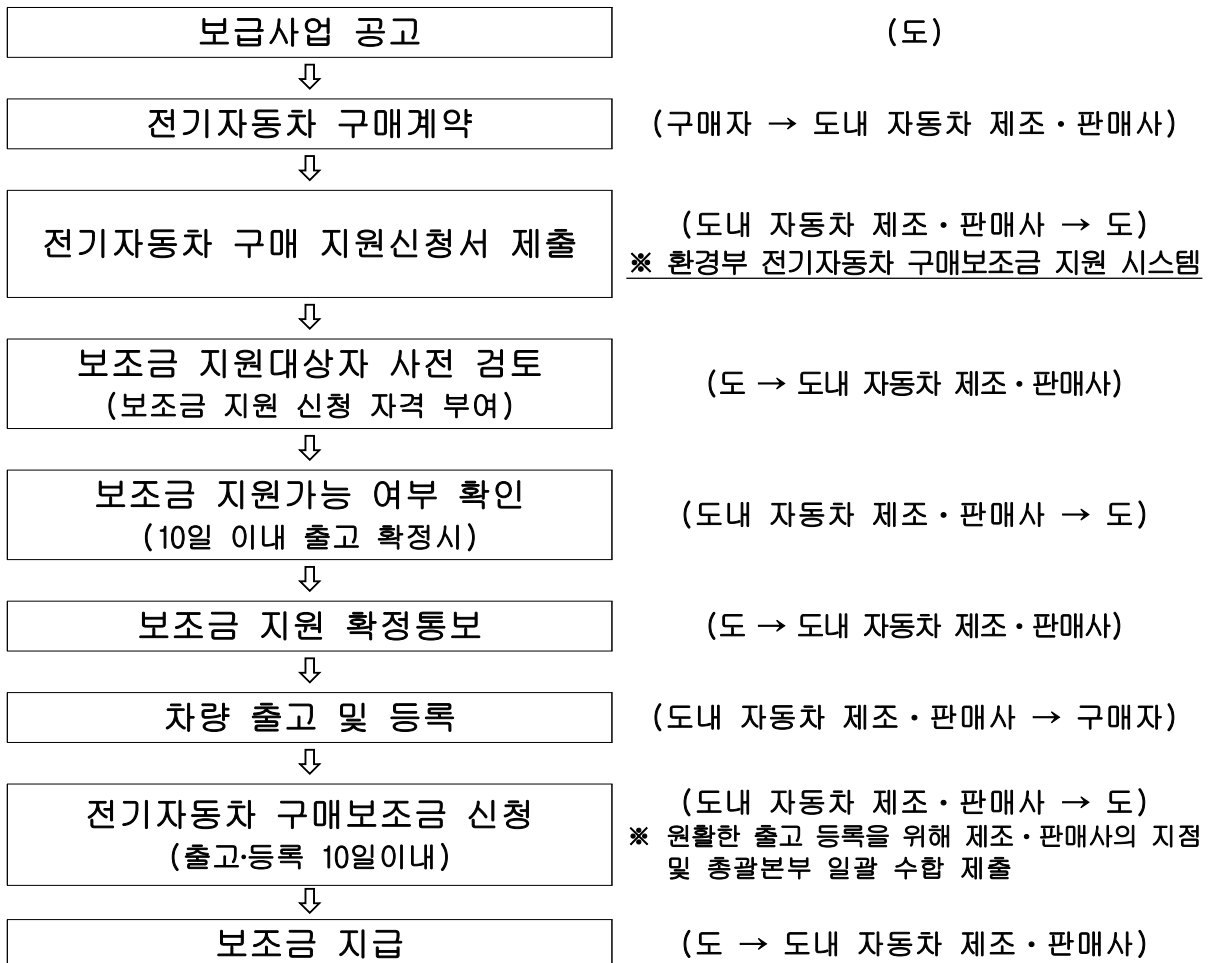 보급사업 공고
(도)
⇩
전기자동차 구매계약
(구매자 → 도내 자동차 제조・판매사)
⇩
전기자동차 구매 지원신청서 제출
(도내 자동차 제조・판매사 → 도)
※ 환경부 전기자동차 구매보조금 지원 시스템
⇩
보조금 지원대상자 사전 검토
(보조금 지원 신청 자격 부여)
(도 → 도내 자동차 제조・판매사)
⇩
보조금 지원가능 여부 확인
(10일 이내 출고 확정시)
(도내 자동차 제조・판매사 → 도)
⇩
보조금 지원 확정통보
(도 → 도내 자동차 제조・판매사)
⇩
차량 출고 및 등록
(도내 자동차 제조・판매사 → 구매자)
⇩
전기자동차 구매보조금 신청
(출고·등록 10일이내)
(도내 자동차 제조・판매사 → 도)
※ 원활한 출고 등록을 위해 제조・판매사의 지점
및 총괄본부 일괄 수합 제출
⇩
보조금 지급
(도 → 도내 자동차 제조・판매사)